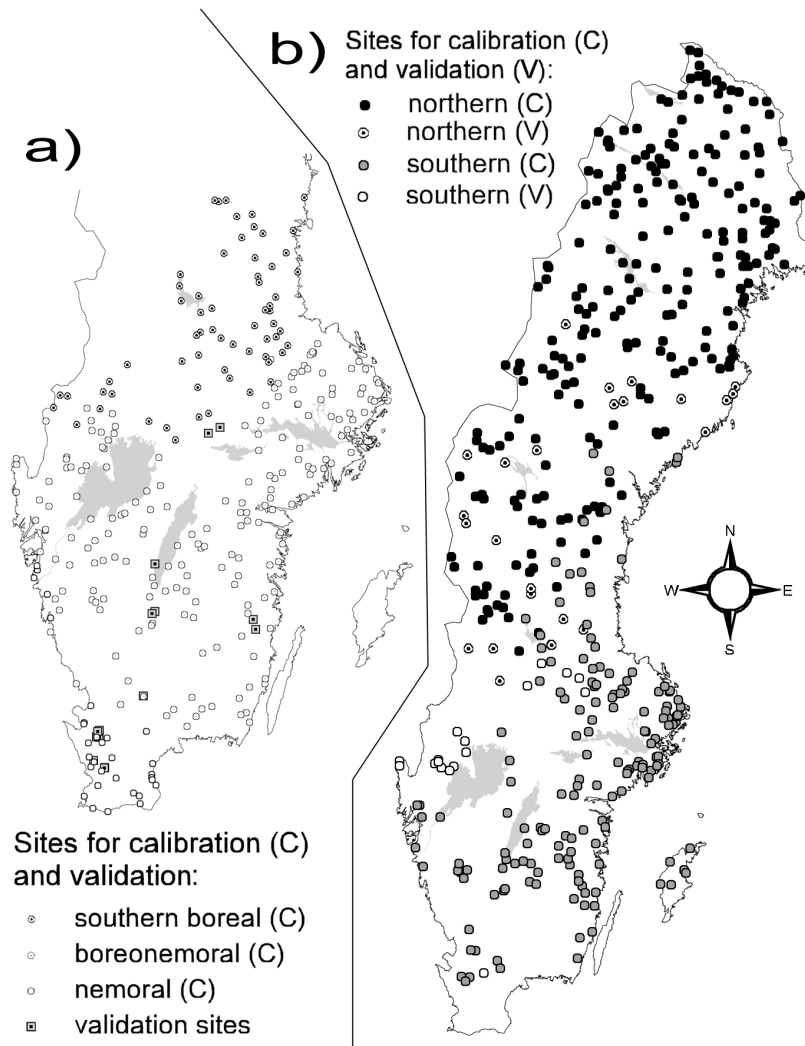 b)
Sites for calibration (C)
and validation (V):
northern (C)
northern (V)
southern (C)
southern (V)
a)
N
W
E
S
Sites for calibration (C)
and validation:
southern boreal (C)
boreonemoral (C)
nemoral (C)
validation sites